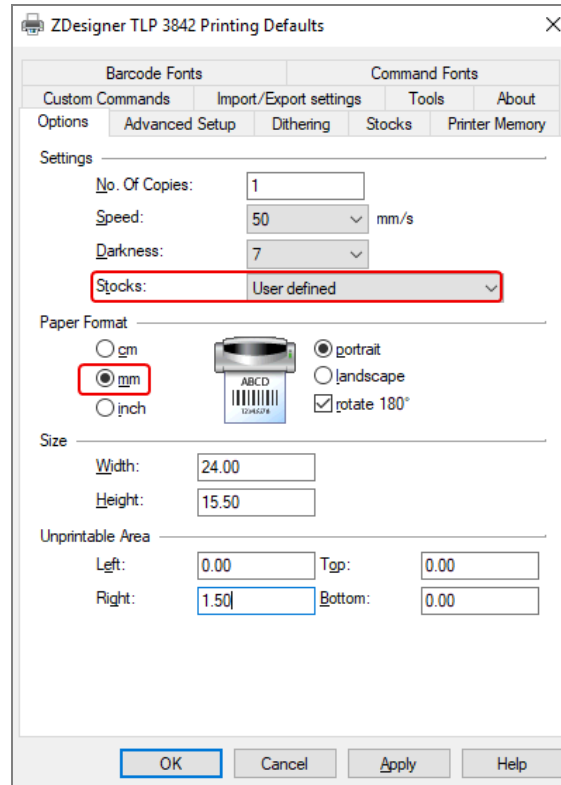 ZDesigner TLP 3842 Printing Defaults
Barcode Fonts Command Fonts
Custom Commands Import/Export settings Tools About
Options Advanced Setup Dithering Stocks Printer Memory
Settings
No. Of Copies: 1
Speed: 50 mm/s
Darkness: 7
Stocks: User defined
Paper Format
cm
mm
inch
ABCD
portrait
landscape
rotate 180°
Size
Width: 24.00
Height: 15.50
Unprintable Area
Left: 0.00 Top: 0.00
Right: 1.50 Bottom: 0.00
OK Cancel Apply Help